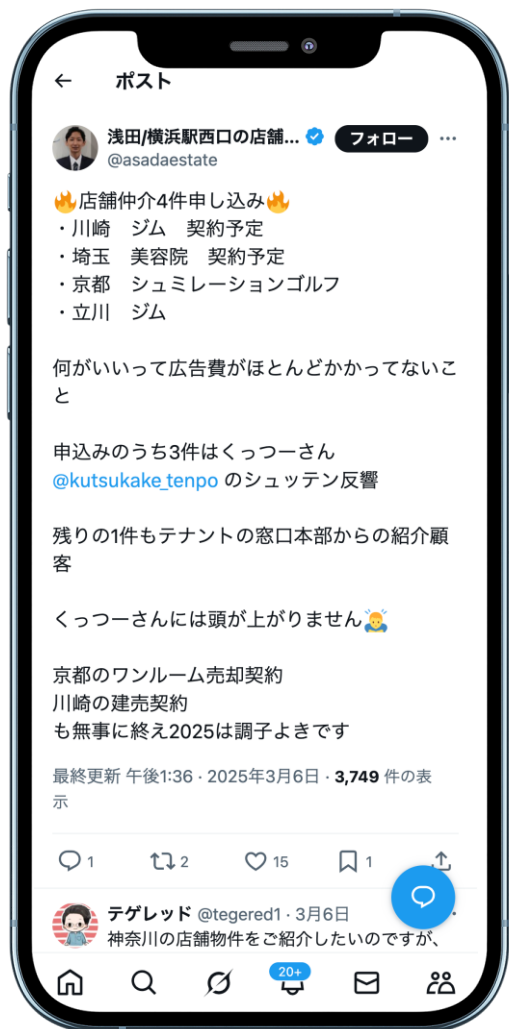 ポスト
浅田/横浜駅西口の店舗...
フォロー
@asadaestate
🔥店舗仲介4件申し込み🔥
・川崎　ジム　契約予定
・埼玉　美容院　契約予定
・京都　シュミレーションゴルフ
・立川　ジム
何がいいって広告費がほとんどかかってないこ
と
申込みのうち3件はくっつーさん
@kutsukake_tenpo のシュッテン反響
残りの1件もテナントの窓口本部からの紹介顧
客
くっつーさんには頭が上がりません🙇‍♂️
京都のワンルーム売却契約
川崎の建売契約
も無事に終え2025は調子よきです
最終更新 午後1:36 · 2025年3月6日 · 3,749 件の表
示
1 2 15 1
テゲレッド @tegered1 · 3月6日
神奈川の店舗物件をご紹介したいのですが、
20+